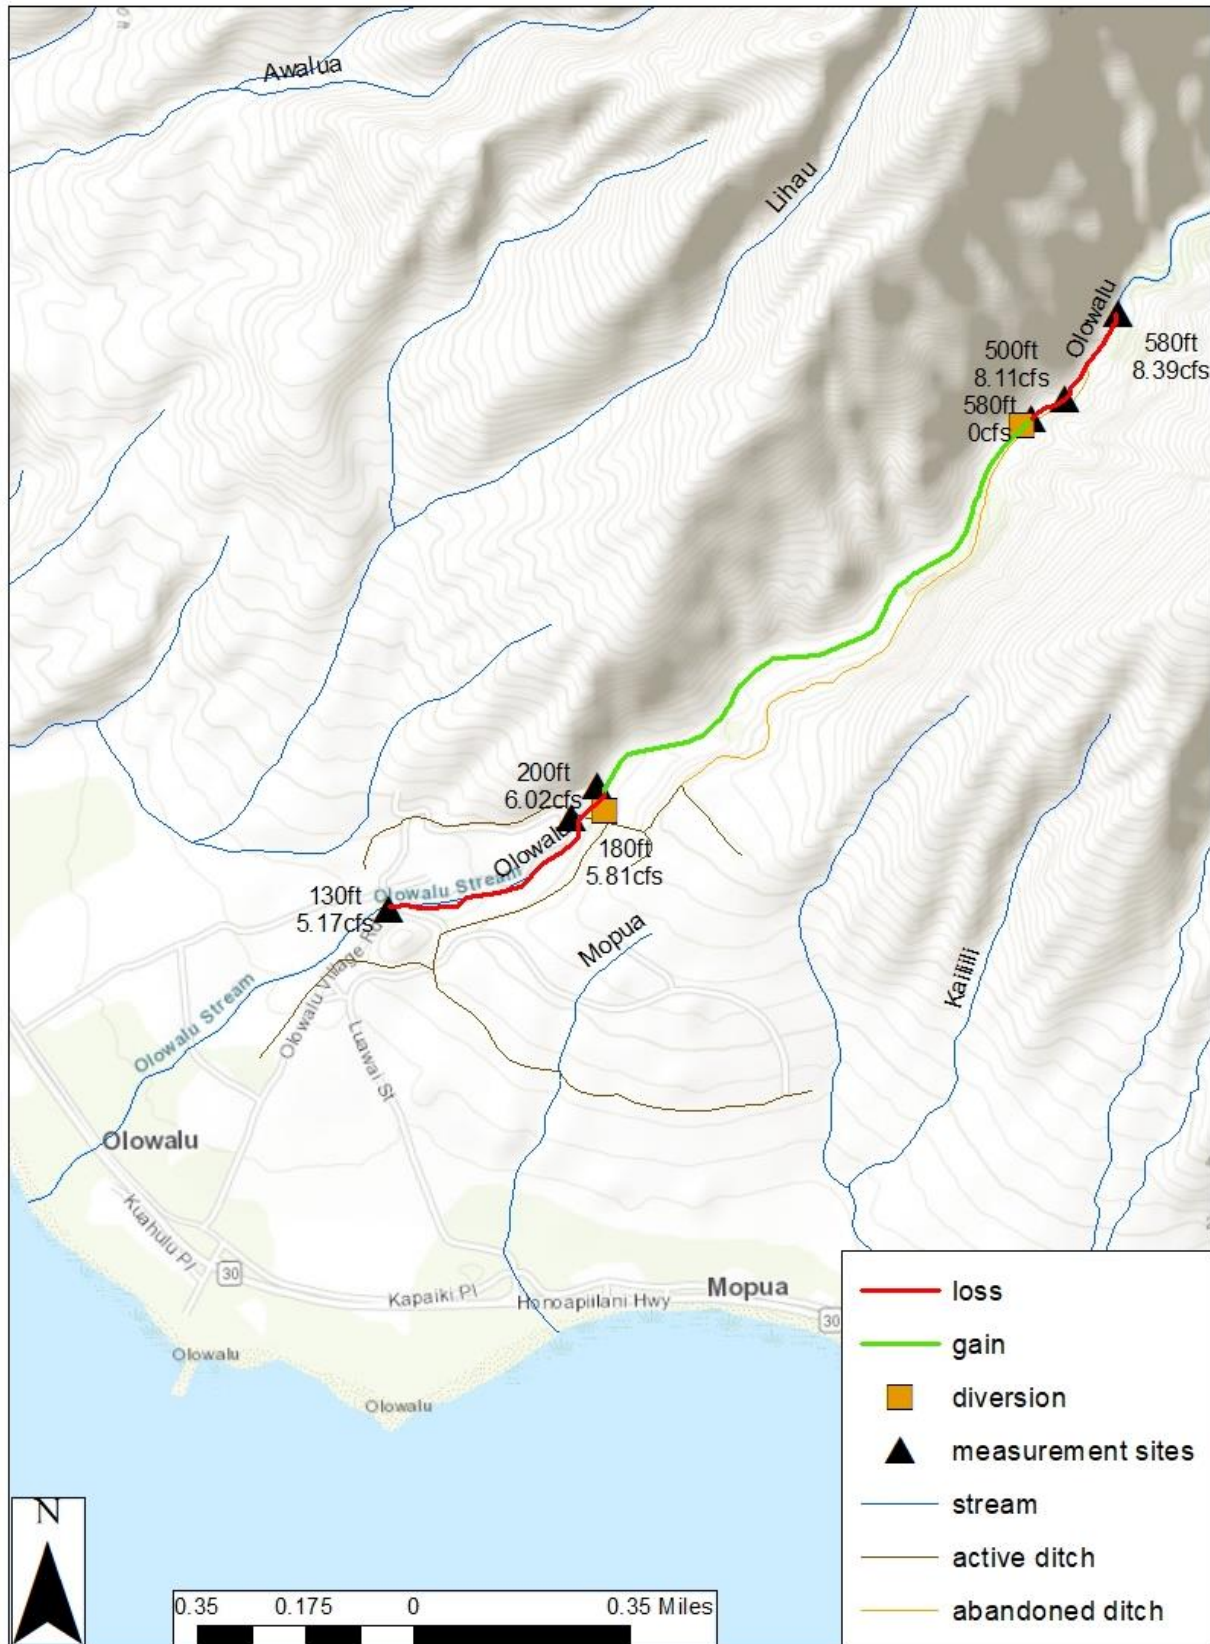 Awalua
Lihau
Olowalu
580ft
8.39cfs
500ft
8.11cfs
580ft
0cfs
200ft
6.02cfs
Olowalu
180ft
5.81cfs
Olowalu Stream
130ft
5.17cfs
Mopua
Kailiili
Olowalu Stream
Olowalu Village Rd
Luawai St
Olowalu
Kuahulu Pl
30
Kapaiki Pl
Honoapiilani Hwy
Mopua
30
Olowalu
Olowalu
loss
gain
diversion
measurement sites
stream
active ditch
abandoned ditch
N
0.35 0.175 0 0.35 Miles